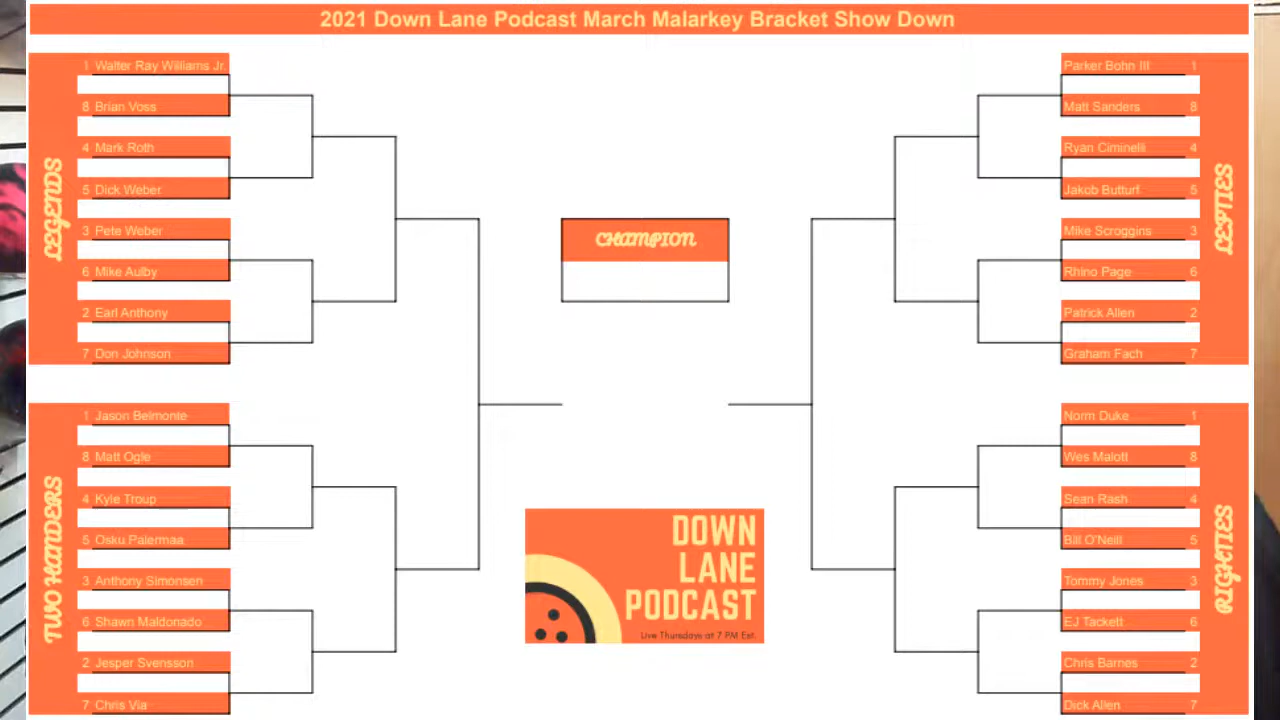 2021 Down Lane Podcast March Malarkey Bracket Show Down
LEGENDS
1 Walter Ray Williams Jr
8 Brian Voss
4 Mark Roth
5 Dick Weber
3 Pete Weber
6 Mike Aulby
2 Earl Anthony
7 Don Johnson
TWO HANDERS
1 Jason Belmonte
8 Matt Ogle
4 Kyle Troup
5 Osku Palermaa
3 Anthony Simonsen
6 Shawn Maldonado
2 Jesper Svensson
7 Chris Via
CHAMPION
DOWN
LANE
PODCAST
Live Thursdays at 7 PM Est.
LEFTIES
Parker Bohn III 1
Matt Sanders 8
Ryan Ciminelli 4
Jakob Butturf 5
Mike Scroggins 3
Rhino Page 6
Patrick Allen 2
Graham Fach 7
RIGHTIES
Norm Duke 1
Wes Malott 8
Sean Rash 4
Bill O'Neill 5
Tommy Jones 3
EJ Tackett 6
Chris Barnes 2
Dick Allen 7